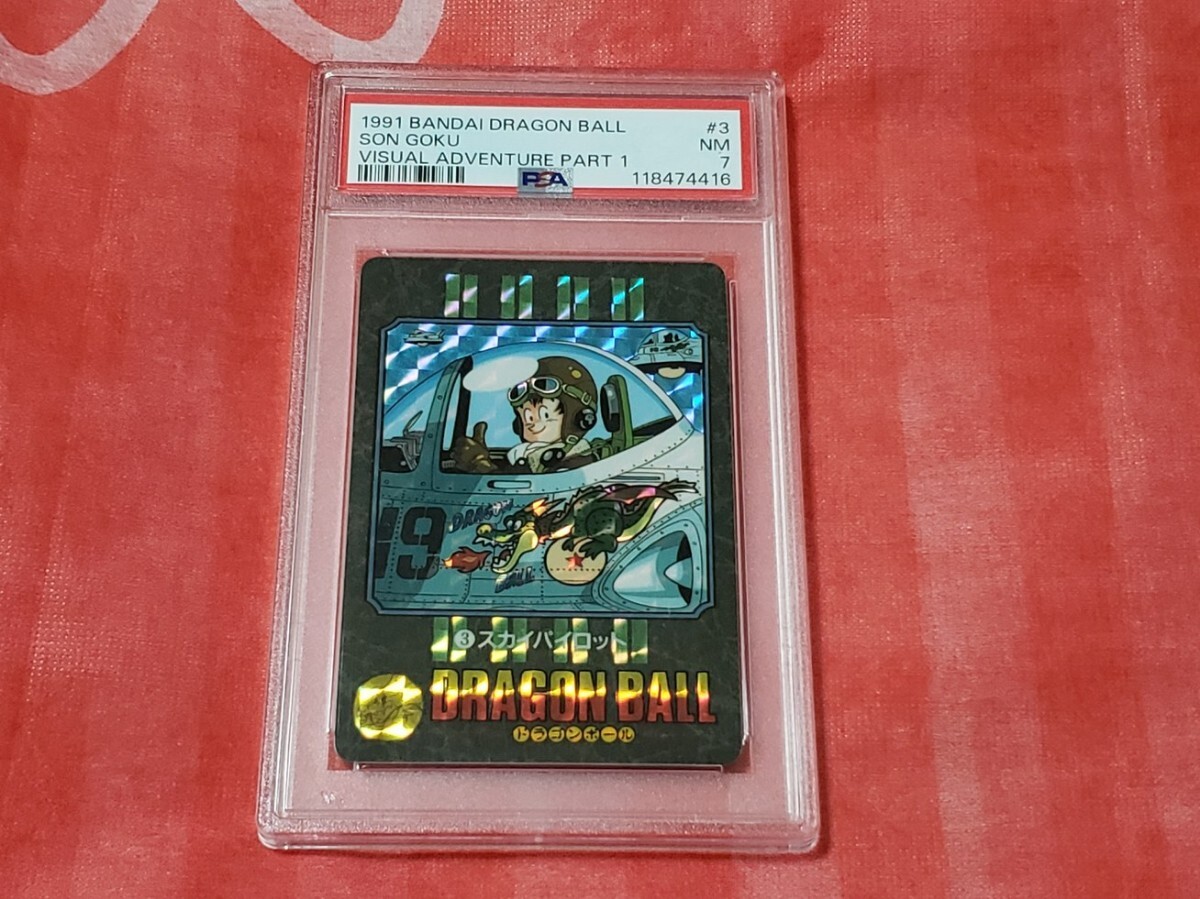 1991 BANDAI DRAGON BALL #3
SON GOKU NM
VISUAL ADVENTURE PART 1 7
PSA 118474416
19
DRAGON
BALL
3 スカイパイロット
DRAGON BALL
ドラゴンボール